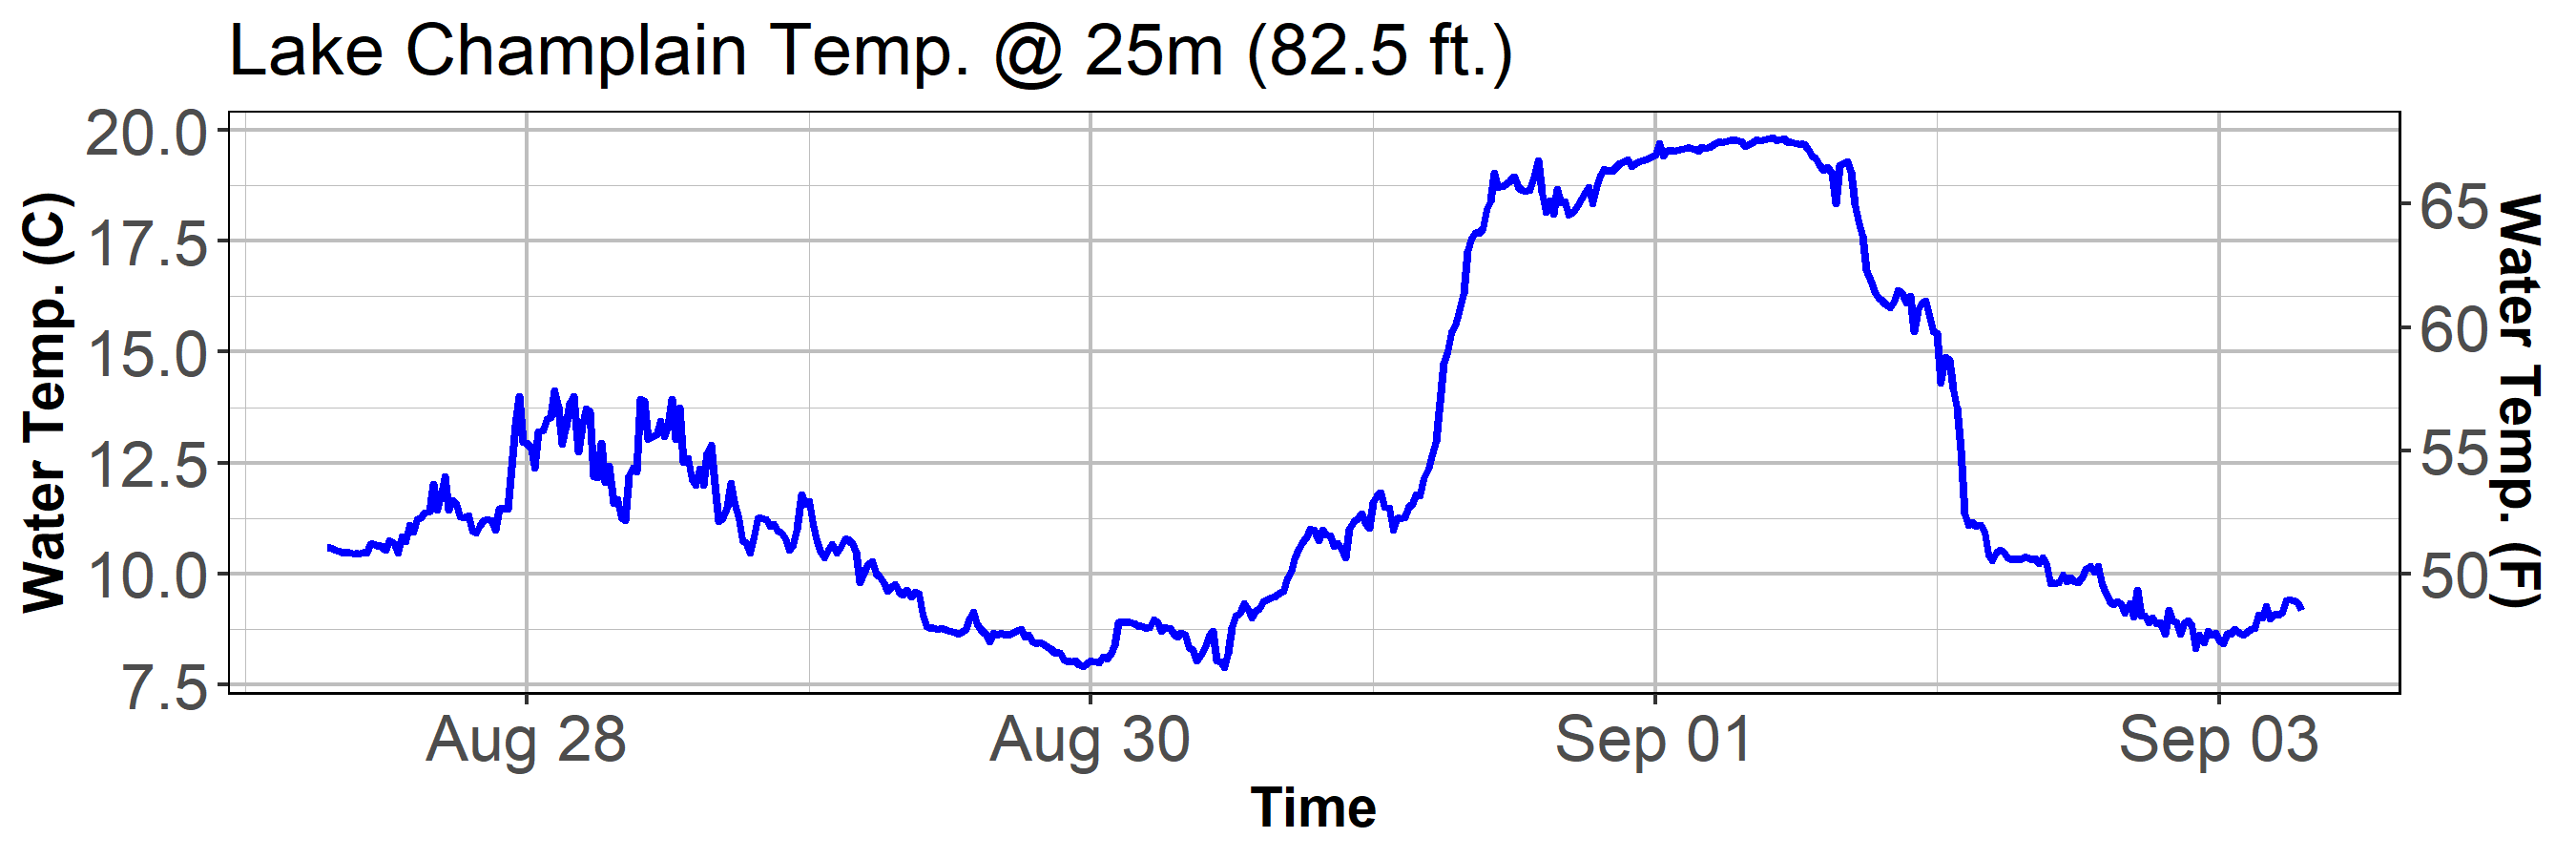 Lake Champlain Temp. @ 25m (82.5 ft.)
Water Temp. (C)
20.0
17.5
15.0
12.5
10.0
7.5
65
60
55
50
Water Temp. (F)
Aug 28
Aug 30
Sep 01
Sep 03
Time